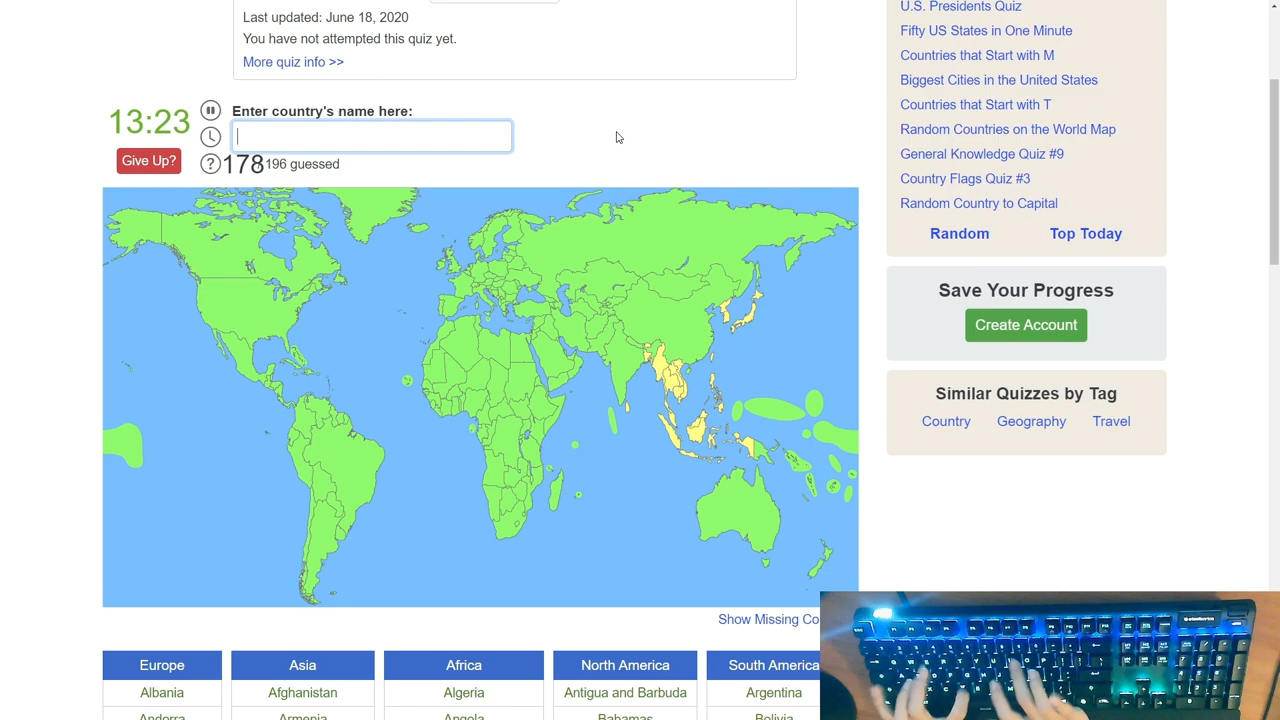 Last updated: June 18, 2020
You have not attempted this quiz yet.
More quiz info >>
13:23
Enter country's name here:
Give Up?
178 196 guessed
Show Missing Co
Europe Asia Africa North America South America
Albania Afghanistan Algeria Antigua and Barbuda Argentina
Andorra Armenia Angola Bahamas Bolivia
U.S. Presidents Quiz
Fifty US States in One Minute
Countries that Start with M
Biggest Cities in the United States
Countries that Start with T
Random Countries on the World Map
General Knowledge Quiz #9
Country Flags Quiz #3
Random Country to Capital
Random Top Today
Save Your Progress
Create Account
Similar Quizzes by Tag
Country Geography Travel